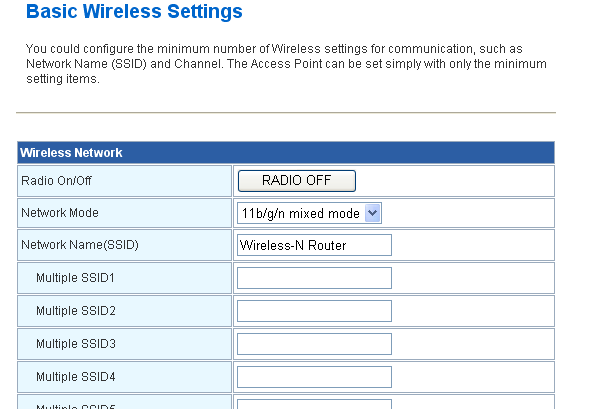 Basic Wireless Settings
You could configure the minimum number of Wireless settings for communication, such as
Network Name (SSID) and Channel. The Access Point can be set simply with only the minimum
setting items.
Wireless Network
Radio On/Off RADIO OFF
Network Mode 11b/g/n mixed mode
Network Name(SSID) Wireless-N Router
Multiple SSID1
Multiple SSID2
Multiple SSID3
Multiple SSID4
Multiple SSID5